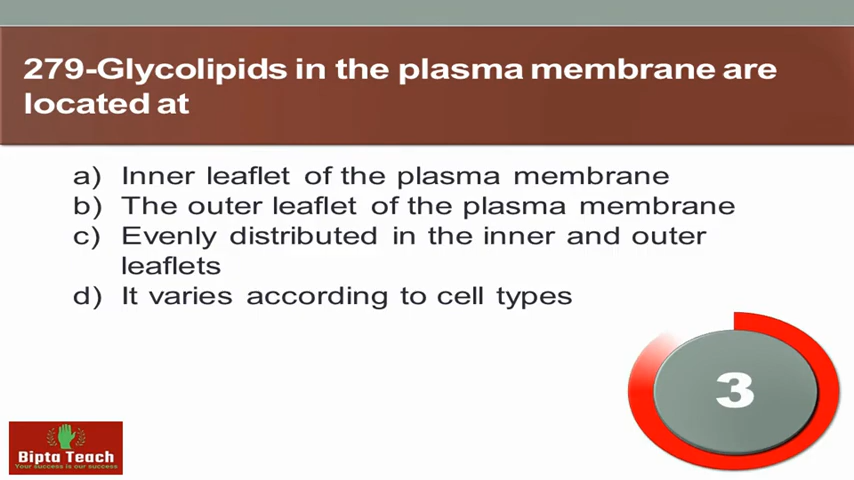 279-Glycolipids in the plasma membrane are
located at
a) Inner leaflet of the plasma membrane
b) The outer leaflet of the plasma membrane
c) Evenly distributed in the inner and outer
leaflets
d) It varies according to cell types
3
Bipta Teach
Your success is our success